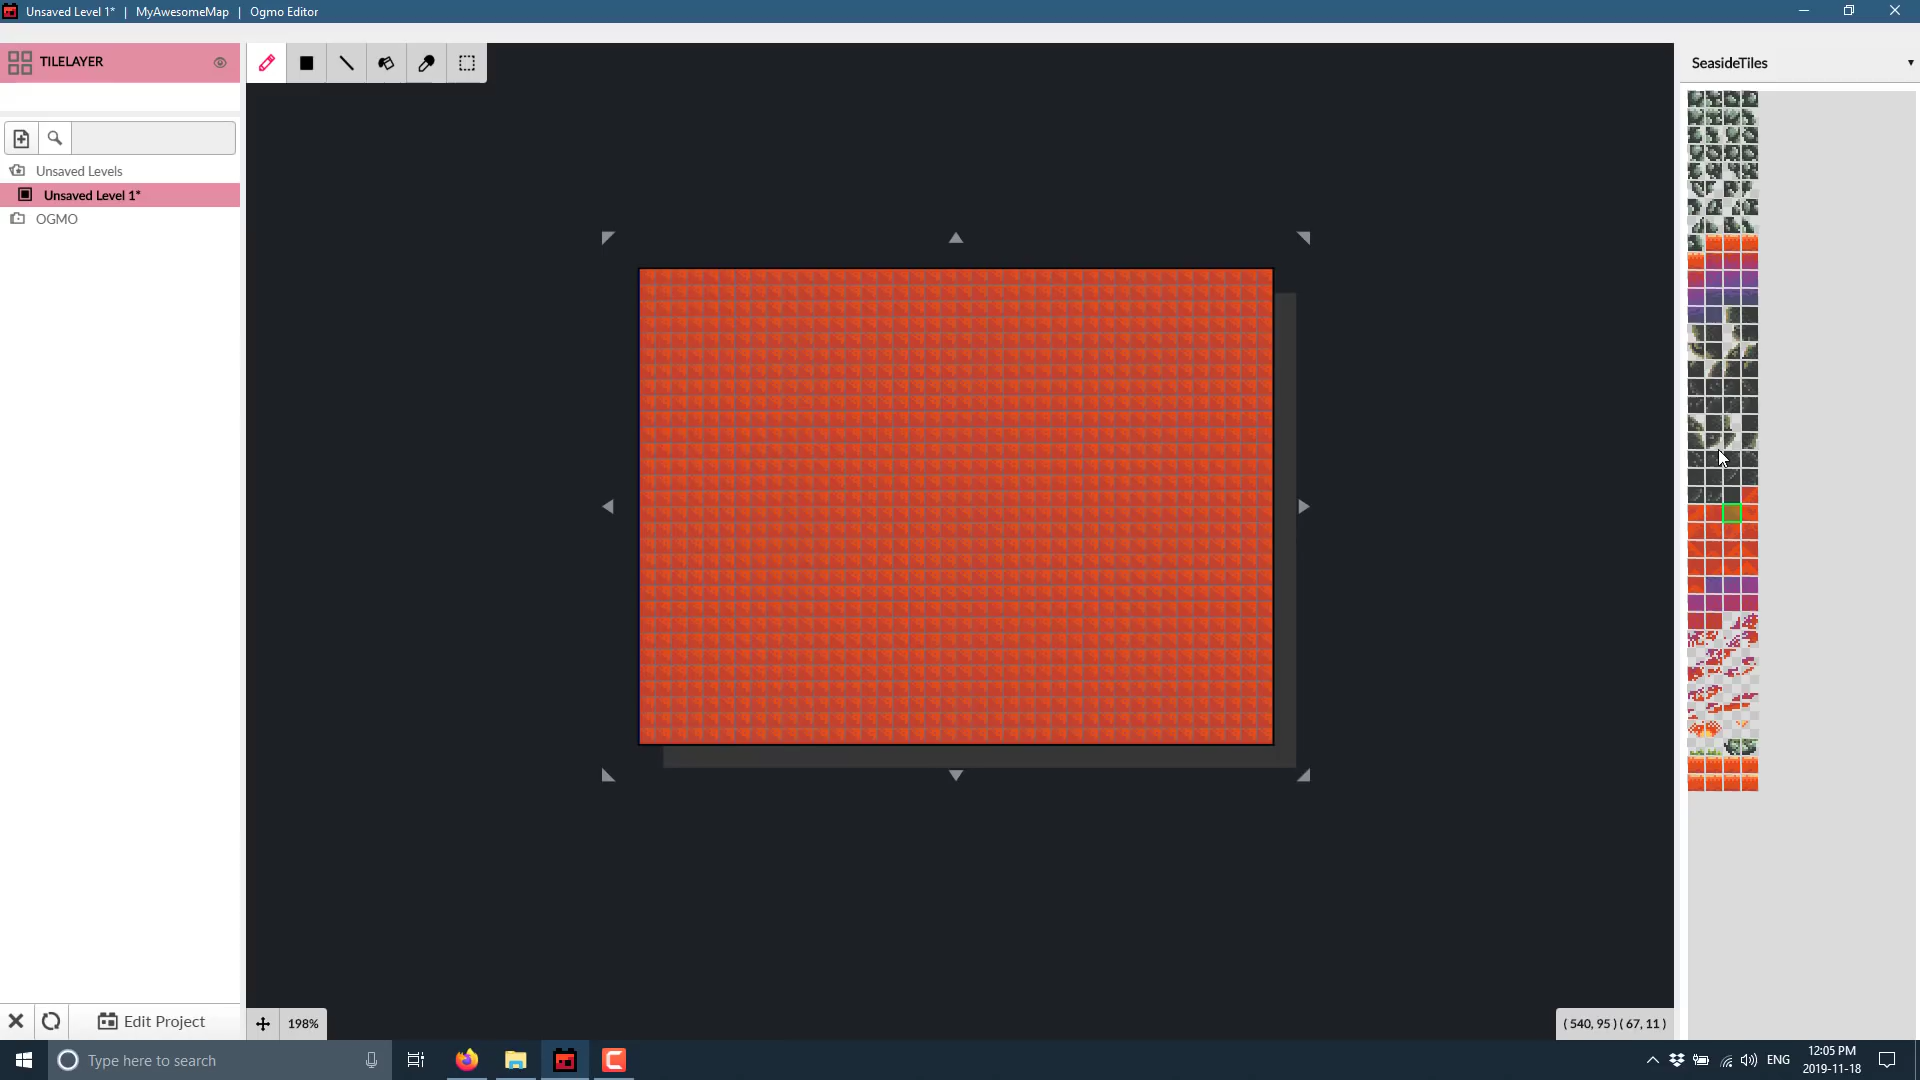 Unsaved Level 1* | MyAwesomeMap | Ogmo Editor
TILELAYER
SeasideTiles
Unsaved Levels
Unsaved Level 1*
OGMO
Edit Project
198%
( 540, 95 ) ( 67, 11 )
Type here to search
ENG
12:05 PM
2019-11-18